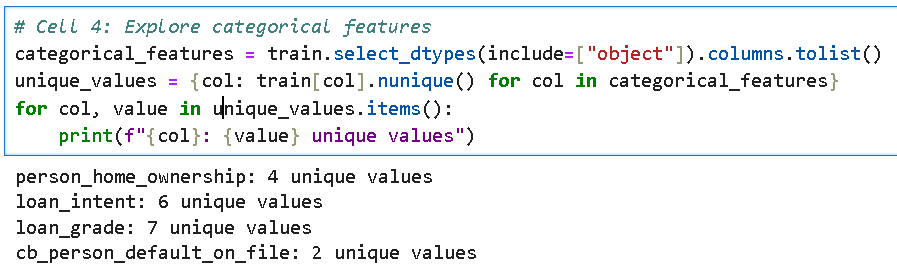 # Cell 4: Explore categorical features
categorical_features = train.select_dtypes(include=["object"]).columns.tolist()
unique_values = {col: train[col].nunique() for col in categorical_features}
for col, value in unique_values.items():
    print(f"{col}: {value} unique values")
person_home_ownership: 4 unique values
loan_intent: 6 unique values
loan_grade: 7 unique values
cb_person_default_on_file: 2 unique values